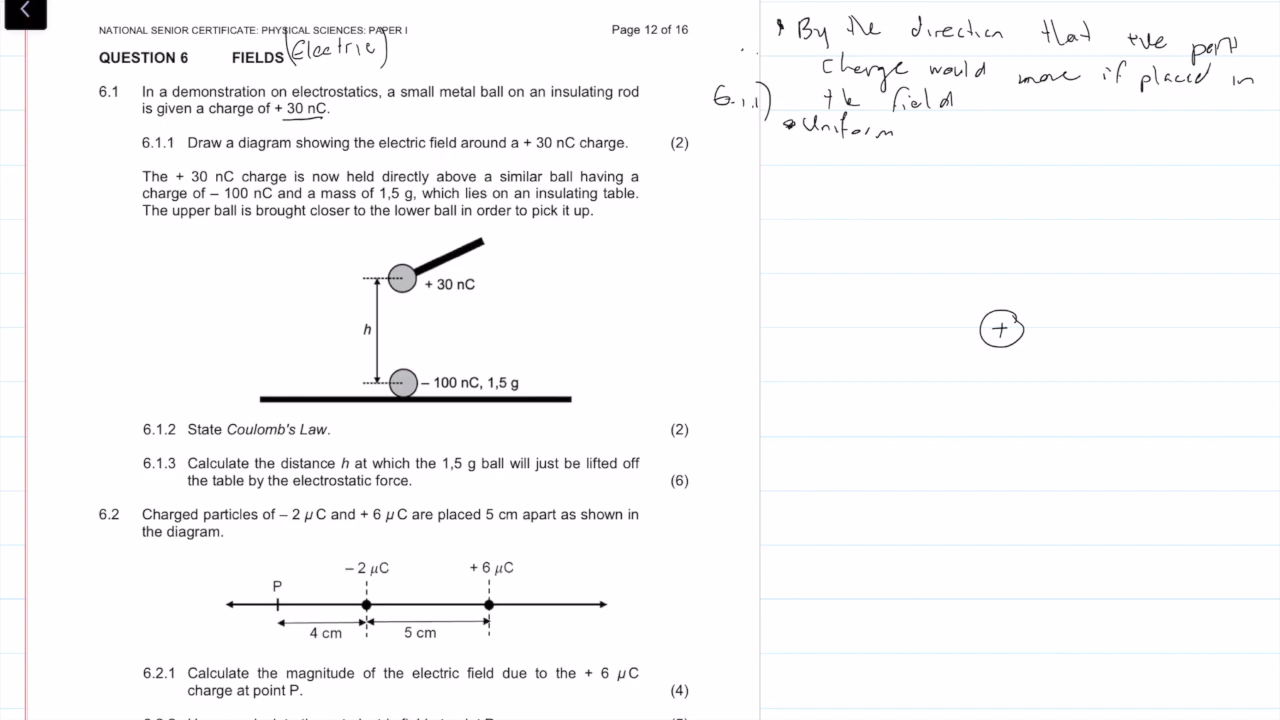 NATIONAL SENIOR CERTIFICATE: PHYSICAL SCIENCES: PAPER I
Page 12 of 16
QUESTION 6 FIELDS (Electric)
6.1 In a demonstration on electrostatics, a small metal ball on an insulating rod
is given a charge of + 30 nC.
6.1.1 Draw a diagram showing the electric field around a + 30 nC charge. (2)
The + 30 nC charge is now held directly above a similar ball having a
charge of – 100 nC and a mass of 1,5 g, which lies on an insulating table.
The upper ball is brought closer to the lower ball in order to pick it up.
+ 30 nC
h
– 100 nC, 1,5 g
6.1.2 State Coulomb's Law. (2)
6.1.3 Calculate the distance h at which the 1,5 g ball will just be lifted off
the table by the electrostatic force. (6)
6.2 Charged particles of – 2 μC and + 6 μC are placed 5 cm apart as shown in
the diagram.
– 2 μC + 6 μC
P
4 cm 5 cm
6.2.1 Calculate the magnitude of the electric field due to the + 6 μC
charge at point P. (4)
By the direction that the
charge would move if placed in
6.1.1) the field
• Uniform
+